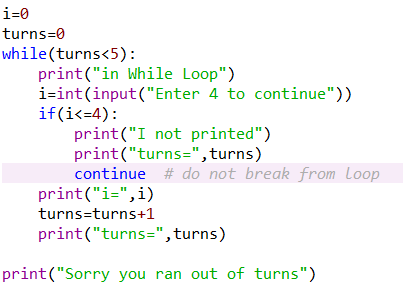 i=0
turns=0
while(turns<5):
    print("in While Loop")
    i=int(input("Enter 4 to continue"))
    if(i<=4):
        print("I not printed")
        print("turns=",turns)
        continue  # do not break from loop
    print("i=",i)
    turns=turns+1
    print("turns=",turns)

print("Sorry you ran out of turns")